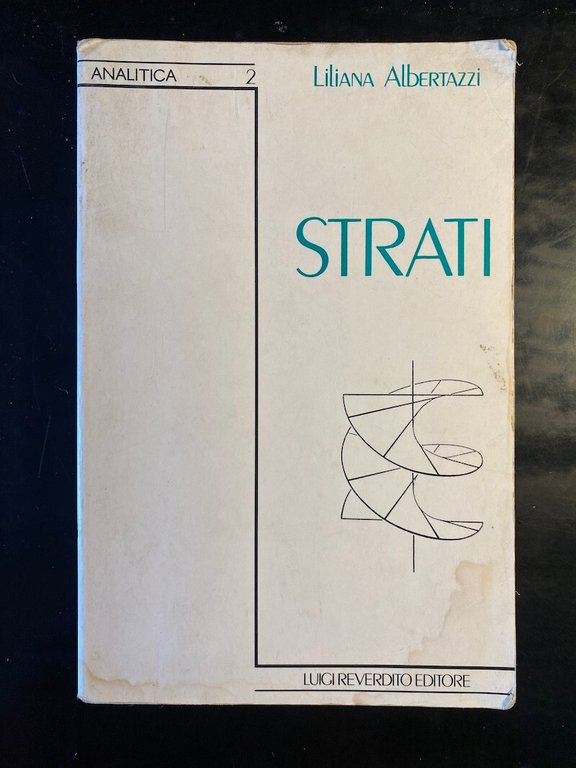 ANALITICA 2
Liliana Albertazzi
STRATI
LUIGI REVERDITO EDITORE